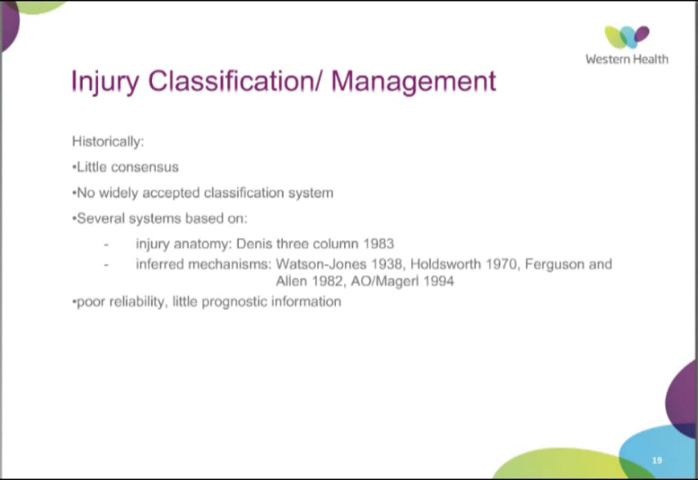 Western Health
Injury Classification/ Management
Historically:
•Little consensus
•No widely accepted classification system
•Several systems based on:
- injury anatomy: Denis three column 1983
- inferred mechanisms: Watson-Jones 1938, Holdsworth 1970, Ferguson and
Allen 1982, AO/Magerl 1994
•poor reliability, little prognostic information
19